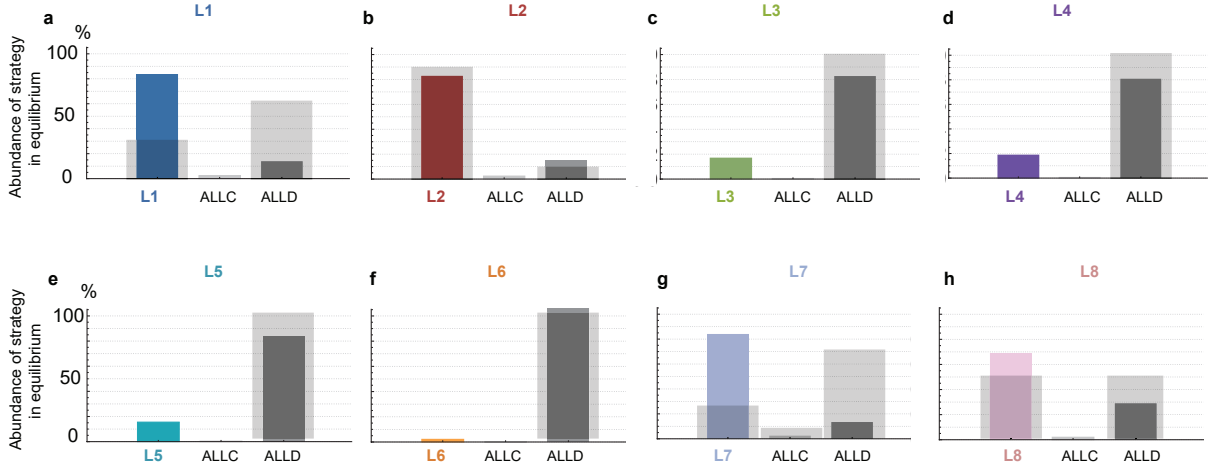 a L1
b L2
c L3
d L4
%
100
50
0
Abundance of strategy
in equilibrium
L1 ALLC ALLD
L2 ALLC ALLD
L3 ALLC ALLD
L4 ALLC ALLD
e L5
f L6
g L7
h L8
%
100
50
0
Abundance of strategy
in equilibrium
L5 ALLC ALLD
L6 ALLC ALLD
L7 ALLC ALLD
L8 ALLC ALLD